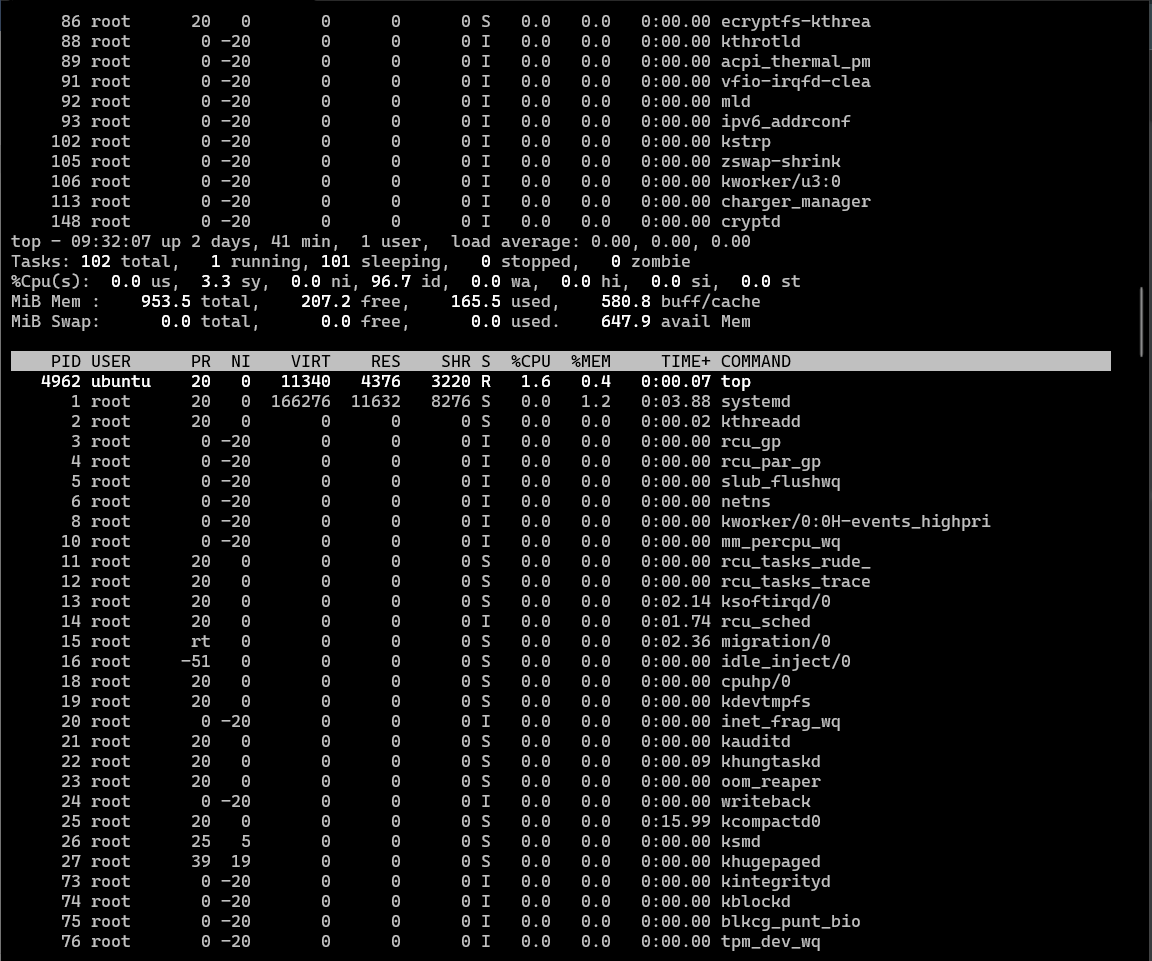 86 root      20   0       0      0      0 S   0.0   0.0   0:00.00 ecryptfs-kthrea
88 root       0 -20       0      0      0 I   0.0   0.0   0:00.00 kthrotld
89 root       0 -20       0      0      0 I   0.0   0.0   0:00.00 acpi_thermal_pm
91 root       0 -20       0      0      0 I   0.0   0.0   0:00.00 vfio-irqfd-clea
92 root       0 -20       0      0      0 I   0.0   0.0   0:00.00 mld
93 root       0 -20       0      0      0 I   0.0   0.0   0:00.00 ipv6_addrconf
102 root       0 -20       0      0      0 I   0.0   0.0   0:00.00 kstrp
105 root       0 -20       0      0      0 I   0.0   0.0   0:00.00 zswap-shrink
106 root       0 -20       0      0      0 I   0.0   0.0   0:00.00 kworker/u3:0
113 root       0 -20       0      0      0 I   0.0   0.0   0:00.00 charger_manager
148 root       0 -20       0      0      0 I   0.0   0.0   0:00.00 cryptd
top - 09:32:07 up 2 days, 41 min,  1 user,  load average: 0.00, 0.00, 0.00
Tasks: 102 total,   1 running, 101 sleeping,   0 stopped,   0 zombie
%Cpu(s):  0.0 us,  3.3 sy,  0.0 ni, 96.7 id,  0.0 wa,  0.0 hi,  0.0 si,  0.0 st
MiB Mem :    953.5 total,    207.2 free,    165.5 used,    580.8 buff/cache
MiB Swap:      0.0 total,      0.0 free,      0.0 used.    647.9 avail Mem
PID USER      PR  NI    VIRT    RES    SHR S  %CPU  %MEM     TIME+ COMMAND
4962 ubuntu    20   0   11340   4376   3220 R   1.6   0.4   0:00.07 top
1 root      20   0  166276  11632   8276 S   0.0   1.2   0:03.88 systemd
2 root      20   0       0      0      0 S   0.0   0.0   0:00.02 kthreadd
3 root       0 -20       0      0      0 I   0.0   0.0   0:00.00 rcu_gp
4 root       0 -20       0      0      0 I   0.0   0.0   0:00.00 rcu_par_gp
5 root       0 -20       0      0      0 I   0.0   0.0   0:00.00 slub_flushwq
6 root       0 -20       0      0      0 I   0.0   0.0   0:00.00 netns
8 root       0 -20       0      0      0 I   0.0   0.0   0:00.00 kworker/0:0H-events_highpri
10 root       0 -20       0      0      0 I   0.0   0.0   0:00.00 mm_percpu_wq
11 root      20   0       0      0      0 S   0.0   0.0   0:00.00 rcu_tasks_rude_
12 root      20   0       0      0      0 S   0.0   0.0   0:00.00 rcu_tasks_trace
13 root      20   0       0      0      0 S   0.0   0.0   0:02.14 ksoftirqd/0
14 root      20   0       0      0      0 I   0.0   0.0   0:01.74 rcu_sched
15 root      rt   0       0      0      0 S   0.0   0.0   0:02.36 migration/0
16 root     -51   0       0      0      0 S   0.0   0.0   0:00.00 idle_inject/0
18 root      20   0       0      0      0 S   0.0   0.0   0:00.00 cpuhp/0
19 root      20   0       0      0      0 S   0.0   0.0   0:00.00 kdevtmpfs
20 root       0 -20       0      0      0 I   0.0   0.0   0:00.00 inet_frag_wq
21 root      20   0       0      0      0 S   0.0   0.0   0:00.00 kauditd
22 root      20   0       0      0      0 S   0.0   0.0   0:00.09 khungtaskd
23 root      20   0       0      0      0 S   0.0   0.0   0:00.00 oom_reaper
24 root       0 -20       0      0      0 I   0.0   0.0   0:00.00 writeback
25 root      20   0       0      0      0 S   0.0   0.0   0:15.99 kcompactd0
26 root      25   5       0      0      0 S   0.0   0.0   0:00.00 ksmd
27 root      39  19       0      0      0 S   0.0   0.0   0:00.00 khugepaged
73 root       0 -20       0      0      0 I   0.0   0.0   0:00.00 kintegrityd
74 root       0 -20       0      0      0 I   0.0   0.0   0:00.00 kblockd
75 root       0 -20       0      0      0 I   0.0   0.0   0:00.00 blkcg_punt_bio
76 root       0 -20       0      0      0 I   0.0   0.0   0:00.00 tpm_dev_wq